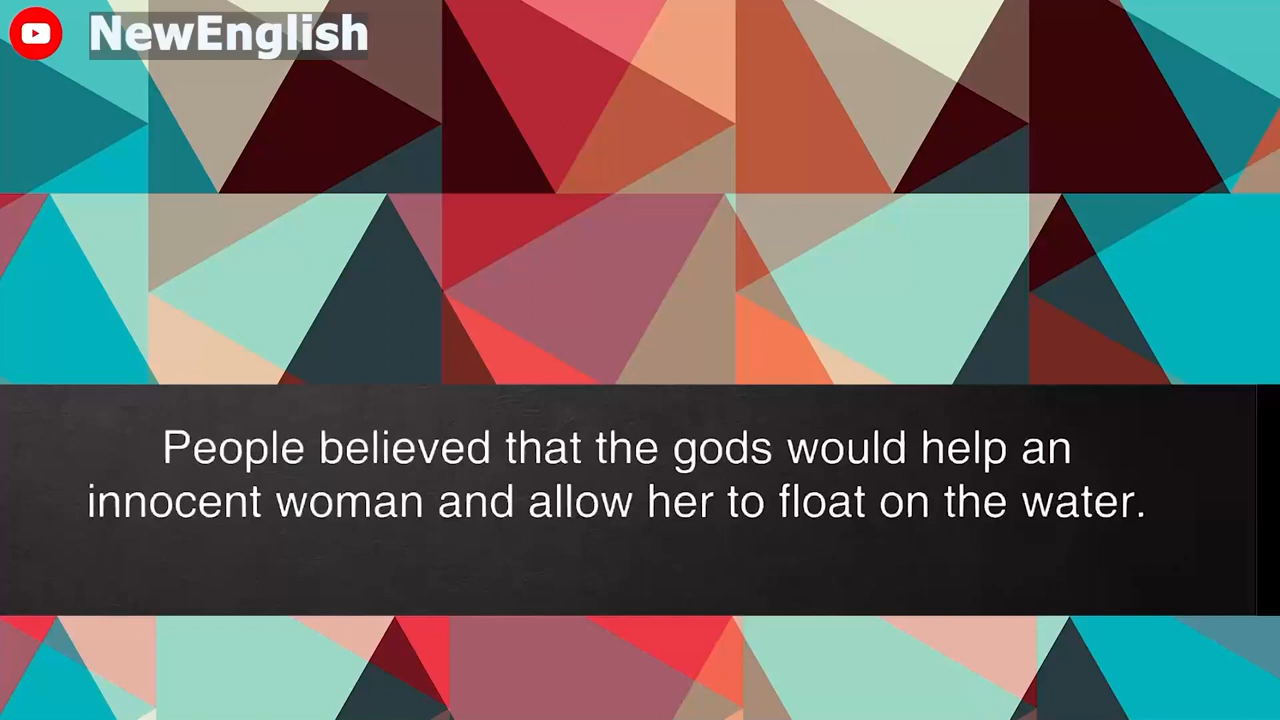 NewEnglish
People believed that the gods would help an
innocent woman and allow her to float on the water.